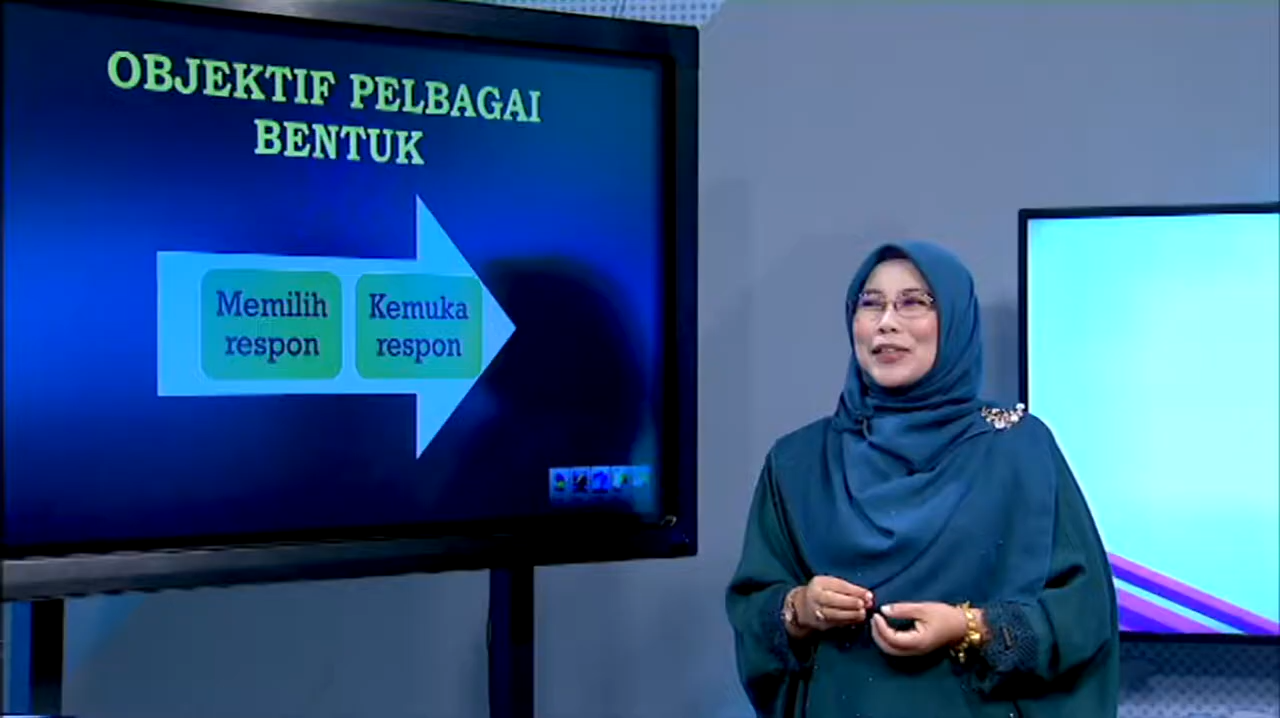 OBJEKTIF PELBAGAI
BENTUK
Memilih
respon
Kemuka
respon